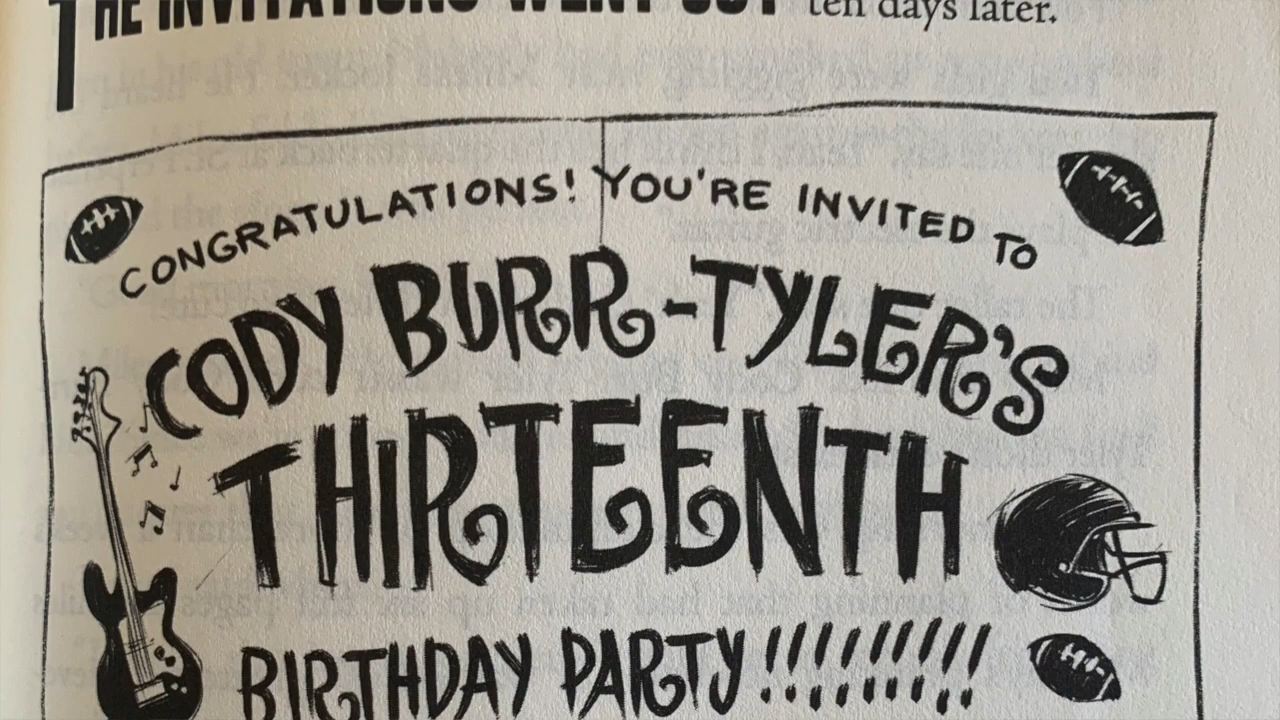 THE INVITATIONS WENT OUT ten days later.
CONGRATULATIONS! YOU'RE INVITED TO
CODY BURR-TYLER'S
THIRTEENTH
BIRTHDAY PARTY!!!!!!!!!